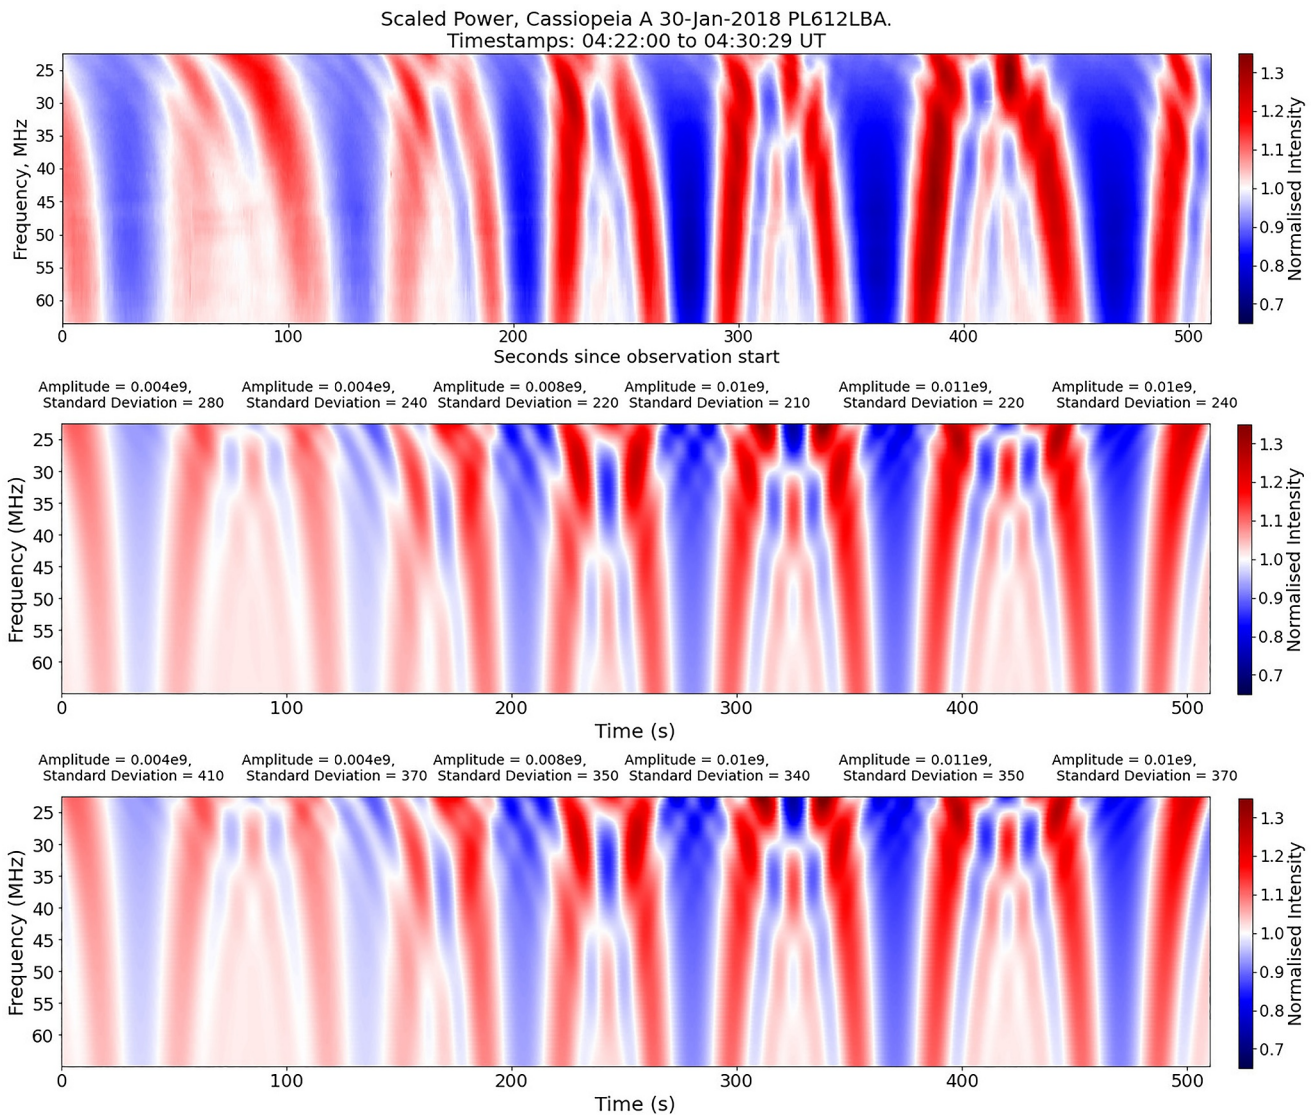 Scaled Power, Cassiopeia A 30-Jan-2018 PL612LBA.
Timestamps: 04:22:00 to 04:30:29 UT
Frequency, MHz
25
30
35
40
45
50
55
60
0 100 200 300 400 500
Seconds since observation start
1.3
1.2
1.1
1.0
0.9
0.8
0.7
Normalised Intensity
Amplitude = 0.004e9, Amplitude = 0.004e9, Amplitude = 0.008e9, Amplitude = 0.01e9, Amplitude = 0.011e9, Amplitude = 0.01e9,
Standard Deviation = 280 Standard Deviation = 240 Standard Deviation = 220 Standard Deviation = 210 Standard Deviation = 220 Standard Deviation = 240
Frequency (MHz)
25
30
35
40
45
50
55
60
0 100 200 300 400 500
Time (s)
1.3
1.2
1.1
1.0
0.9
0.8
0.7
Normalised Intensity
Amplitude = 0.004e9, Amplitude = 0.004e9, Amplitude = 0.008e9, Amplitude = 0.01e9, Amplitude = 0.011e9, Amplitude = 0.01e9,
Standard Deviation = 410 Standard Deviation = 370 Standard Deviation = 350 Standard Deviation = 340 Standard Deviation = 350 Standard Deviation = 370
Frequency (MHz)
25
30
35
40
45
50
55
60
0 100 200 300 400 500
Time (s)
1.3
1.2
1.1
1.0
0.9
0.8
0.7
Normalised Intensity